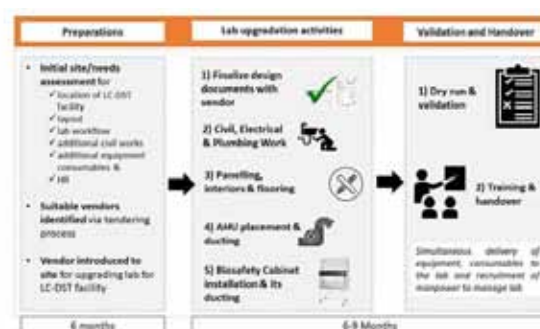 Preparations
• Initial site/needs
assessment for
✓ location of LC-DST
facility
✓ layout
✓ lab workflow
✓ additional civil works
✓ additional equipment
consumables &
✓ HR
• Suitable vendors
identified via tendering
process
• Vendor introduced to
site for upgrading lab for
LC-DST facility
6 months
Lab upgradation activities
1) Finalize design
documents with
vendor
2) Civil, Electrical
& Plumbing Work
3) Panelling,
interiors & flooring
4) AHU placement &
ducting
5) Biosafety Cabinet
installation & its
ducting
6-9 Months
Validation and Handover
1) Dry run &
validation
2) Training &
handover
Simultaneous delivery of
equipment, consumables to
the lab and recruitment of
manpower to manage lab